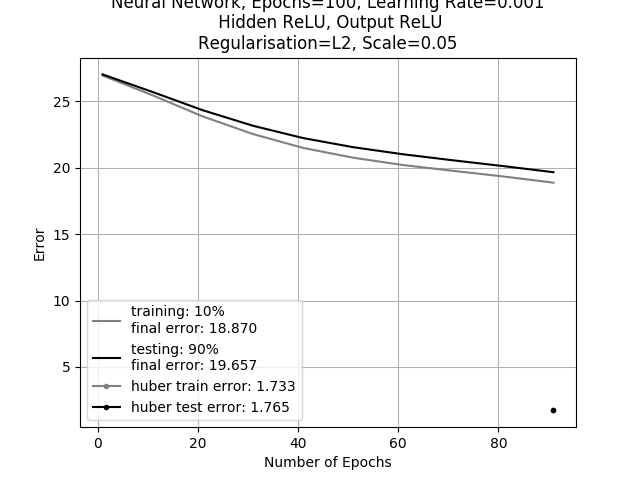 Neural Network, Epochs=100, Learning Rate=0.001
Hidden ReLU, Output ReLU
Regularisation=L2, Scale=0.05
25
20
15
10
5
Error
training: 10%
final error: 18.870
testing: 90%
final error: 19.657
huber train error: 1.733
huber test error: 1.765
0 20 40 60 80
Number of Epochs